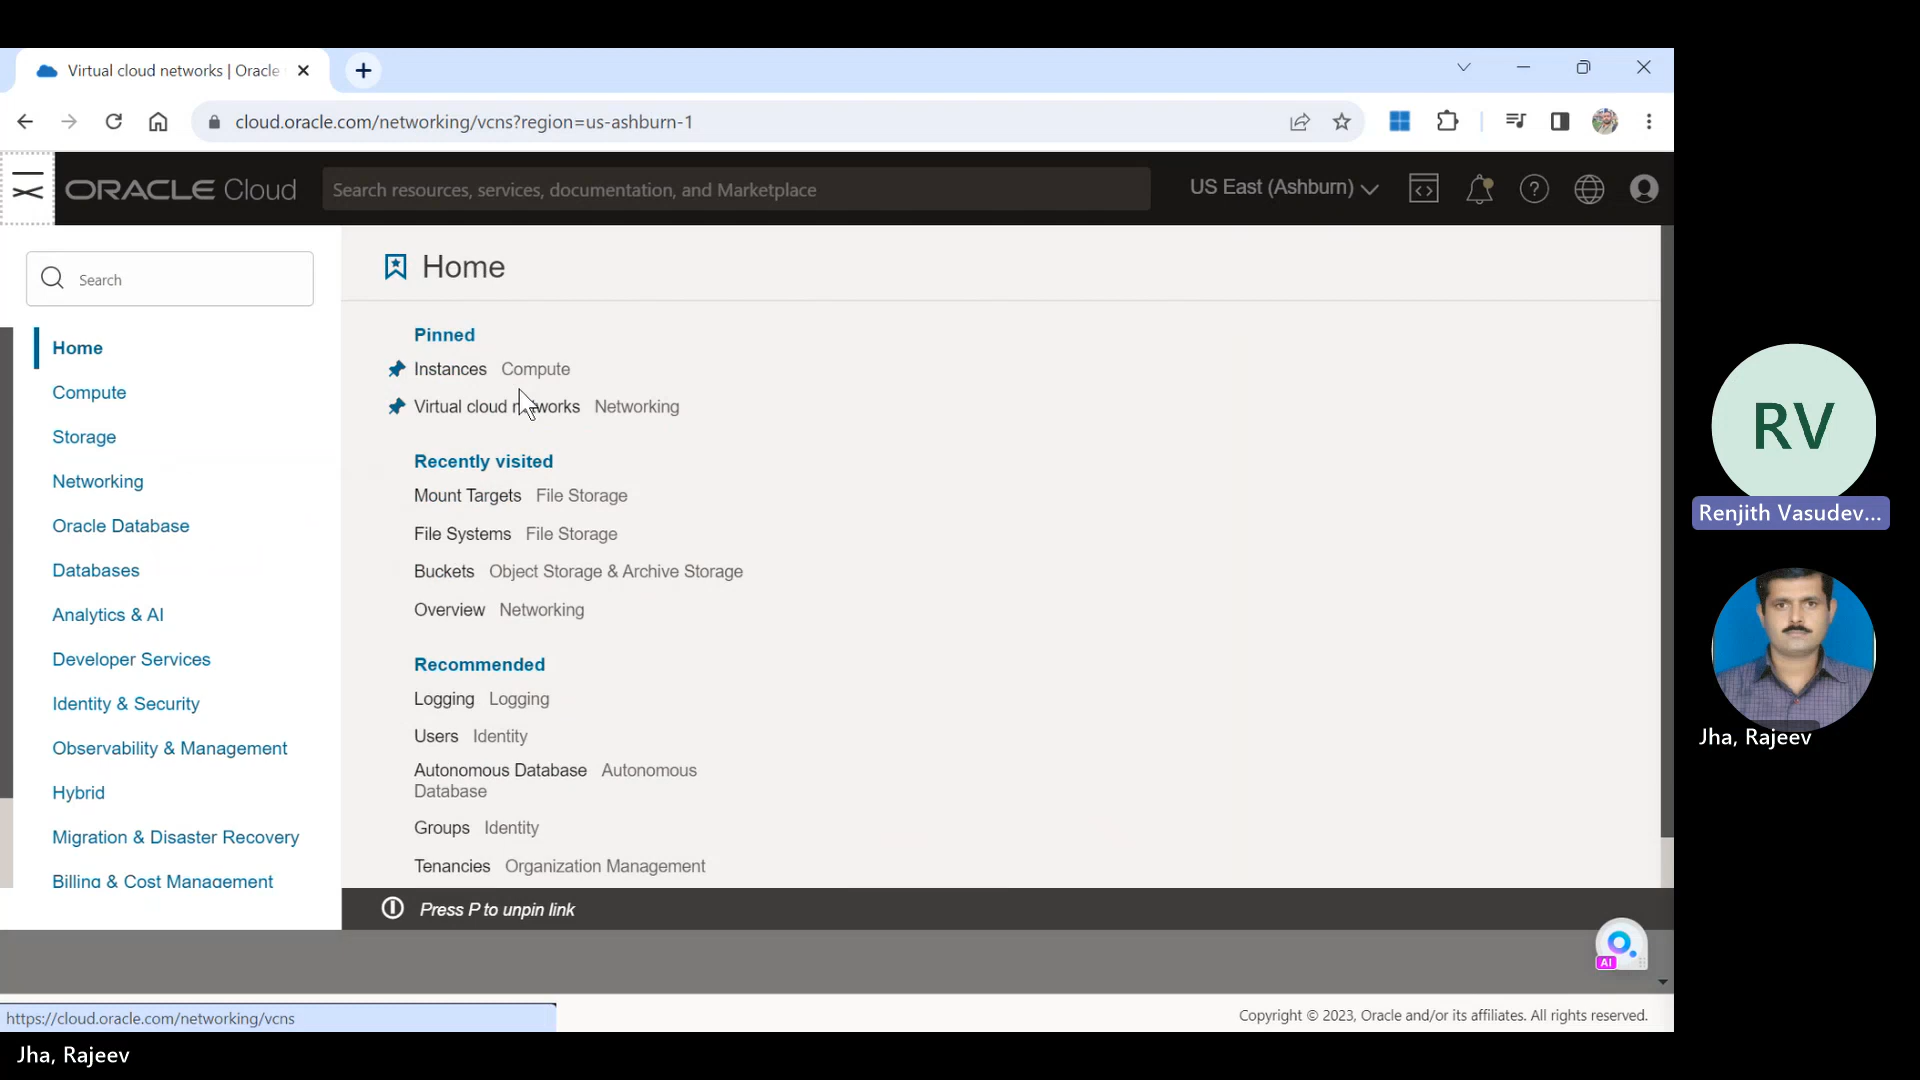 Virtual cloud networks | Oracle
cloud.oracle.com/networking/vcns?region=us-ashburn-1
ORACLE Cloud
Search resources, services, documentation, and Marketplace
US East (Ashburn)
Search
Home
Compute
Storage
Networking
Oracle Database
Databases
Analytics & AI
Developer Services
Identity & Security
Observability & Management
Hybrid
Migration & Disaster Recovery
Billing & Cost Management
Home
Pinned
Instances Compute
Virtual cloud networks Networking
Recently visited
Mount Targets File Storage
File Systems File Storage
Buckets Object Storage & Archive Storage
Overview Networking
Recommended
Logging Logging
Users Identity
Autonomous Database Autonomous
Database
Groups Identity
Tenancies Organization Management
Press P to unpin link
AI
https://cloud.oracle.com/networking/vcns
Copyright © 2023, Oracle and/or its affiliates. All rights reserved.
RV
Renjith Vasudev...
Jha, Rajeev
Jha, Rajeev